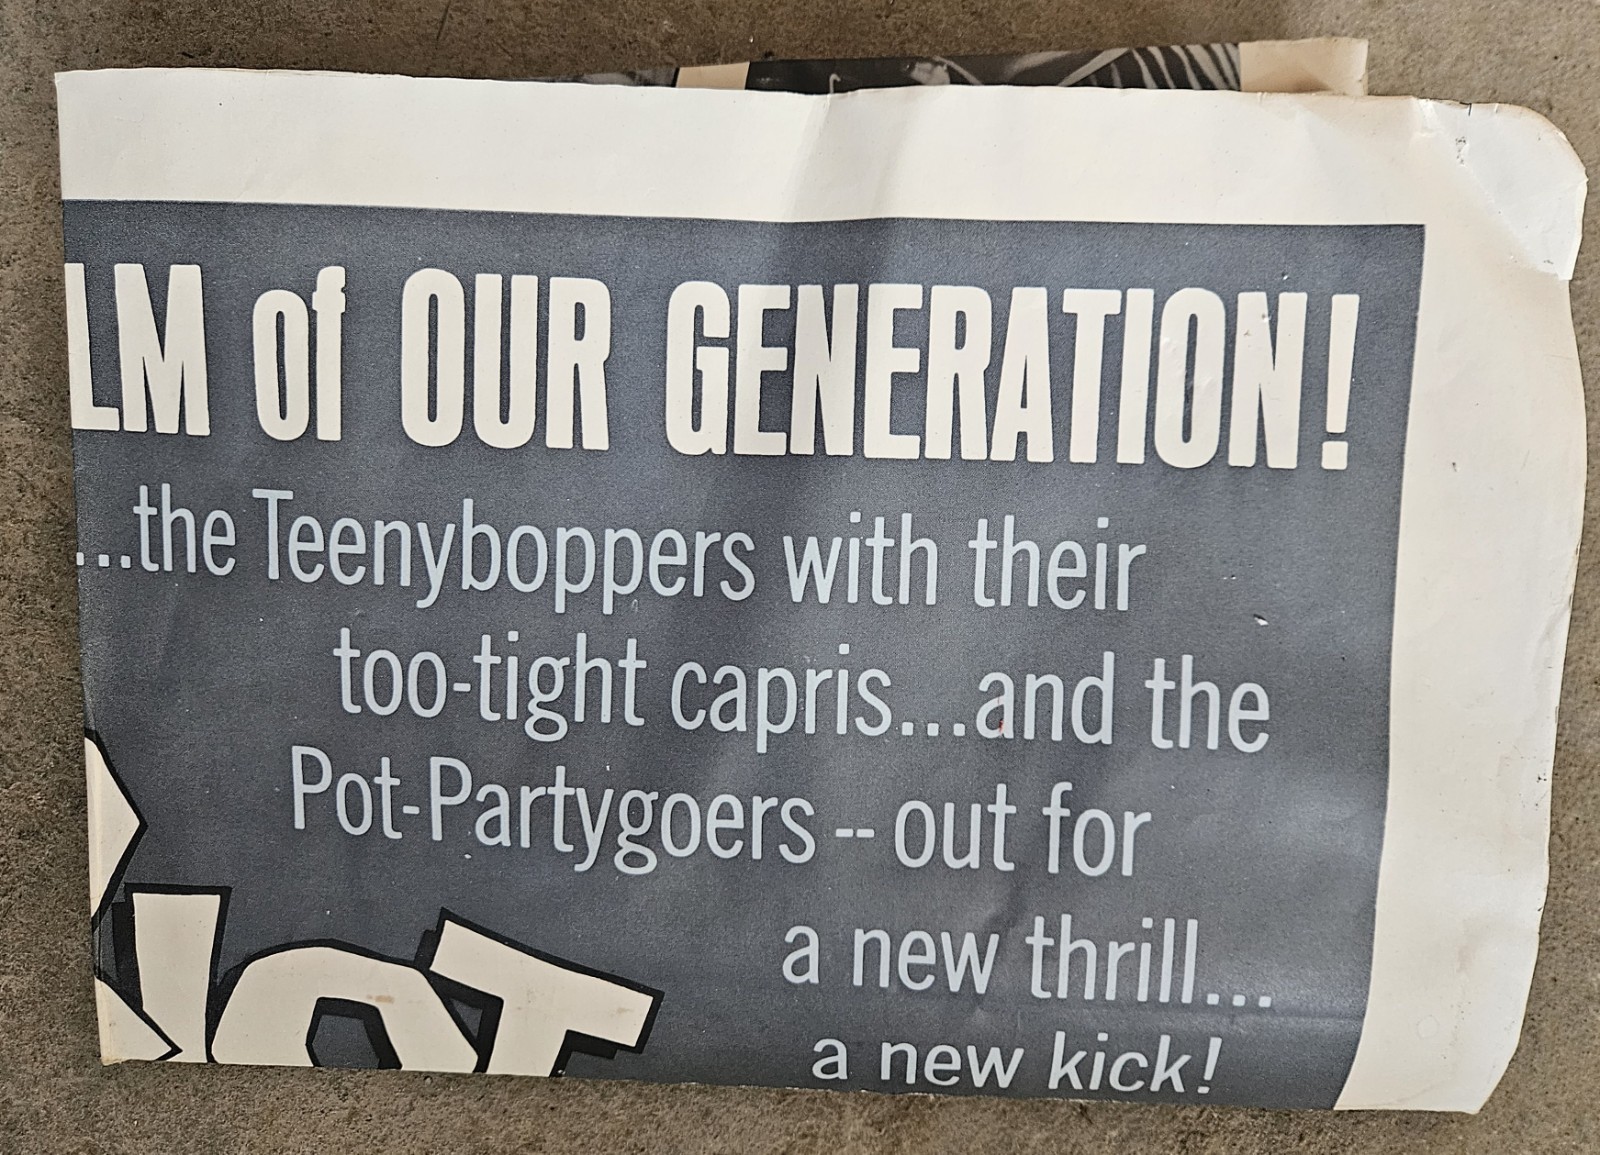 LM of OUR GENERATION!
...the Teenyboppers with their
too-tight capris...and the
Pot-Partygoers -- out for
a new thrill...
a new kick!
OT